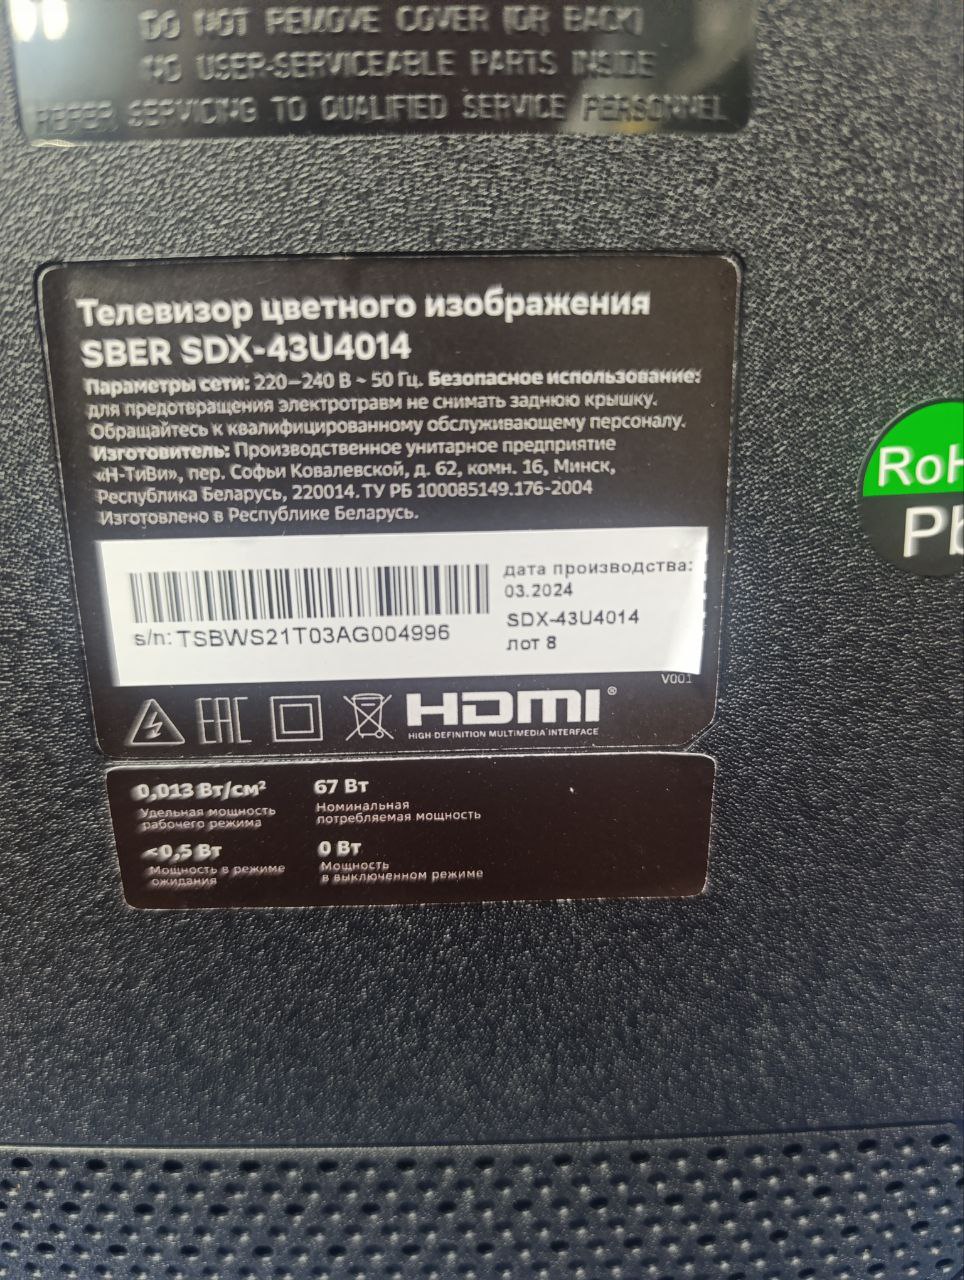 DO NOT REMOVE COVER (OR BACK)
NO USER-SERVICEABLE PARTS INSIDE
REFER SERVICING TO QUALIFIED SERVICE PERSONNEL
Телевизор цветного изображения
SBER SDX-43U4014
Параметры сети: 220–240 В ~ 50 Гц. Безопасное использование:
для предотвращения электротравм не снимать заднюю крышку.
Обращайтесь к квалифицированному обслуживающему персоналу.
Изготовитель: Производственное унитарное предприятие
«Н-ТиВи», пер. Софьи Ковалевской, д. 62, комн. 16, Минск,
Республика Беларусь, 220014. ТУ РБ 100085149.176-2004
Изготовлено в Республике Беларусь.
дата производства:
03.2024
SDX-43U4014
лот 8
s/n: TSBWS21T03AG004996
V001
EAC
HDMI®
HIGH-DEFINITION MULTIMEDIA INTERFACE
0,013 Вт/см²
Удельная мощность
рабочего режима
67 Вт
Номинальная
потребляемая мощность
<0,5 Вт
Мощность в режиме
ожидания
0 Вт
Мощность
в выключенном режиме
RoH
Pb